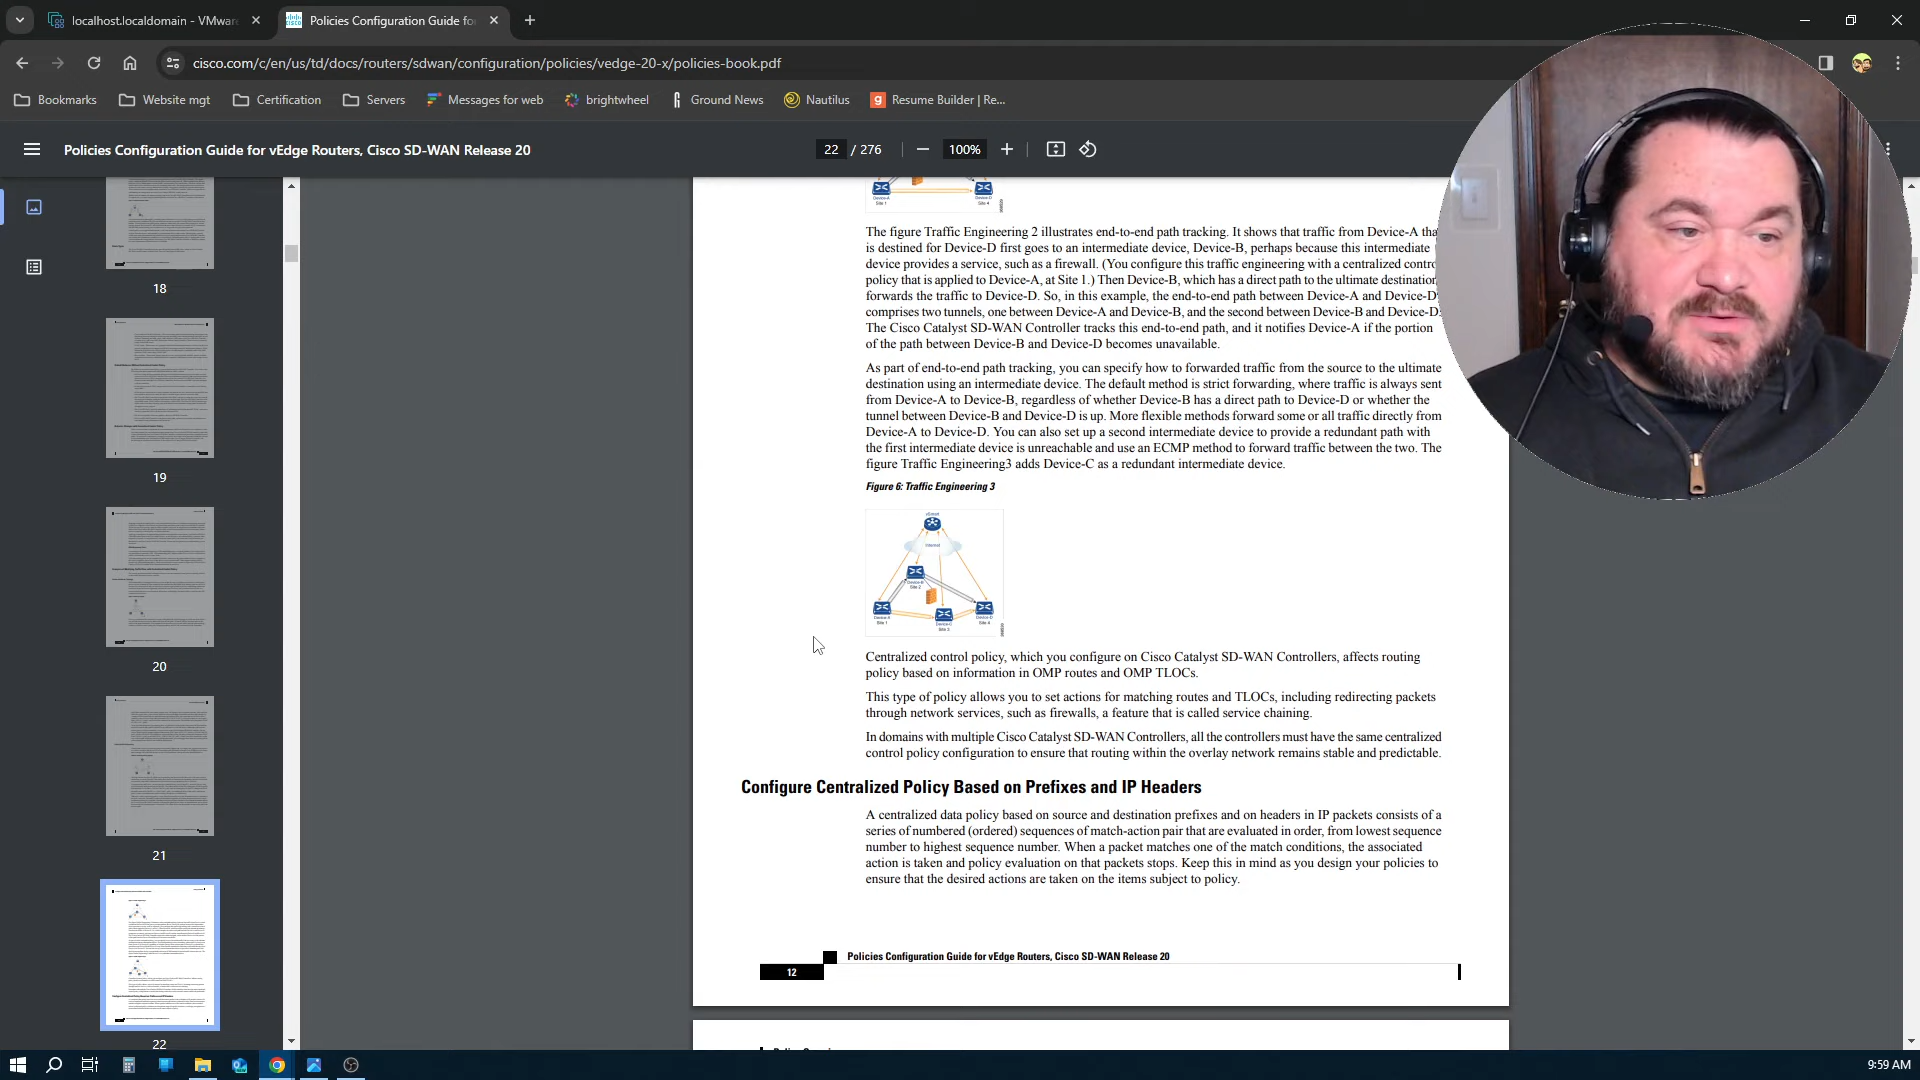 localhost.localdomain - VMware
Policies Configuration Guide fo
cisco.com/c/en/us/td/docs/routers/sdwan/configuration/policies/vedge-20-x/policies-book.pdf
Bookmarks
Website mgt
Certification
Servers
Messages for web
brightwheel
Ground News
Nautilus
Resume Builder | Re...
Policies Configuration Guide for vEdge Routers, Cisco SD-WAN Release 20
22 / 276
100%
18
19
20
21
22
Device-A
Site 1
Device-D
Site 4
The figure Traffic Engineering 2 illustrates end-to-end path tracking. It shows that traffic from Device-A tha
is destined for Device-D first goes to an intermediate device, Device-B, perhaps because this intermediate
device provides a service, such as a firewall. (You configure this traffic engineering with a centralized contro
policy that is applied to Device-A, at Site 1.) Then Device-B, which has a direct path to the ultimate destination
forwards the traffic to Device-D. So, in this example, the end-to-end path between Device-A and Device-D
comprises two tunnels, one between Device-A and Device-B, and the second between Device-B and Device-D.
The Cisco Catalyst SD-WAN Controller tracks this end-to-end path, and it notifies Device-A if the portion
of the path between Device-B and Device-D becomes unavailable.
As part of end-to-end path tracking, you can specify how to forwarded traffic from the source to the ultimate
destination using an intermediate device. The default method is strict forwarding, where traffic is always sent
from Device-A to Device-B, regardless of whether Device-B has a direct path to Device-D or whether the
tunnel between Device-B and Device-D is up. More flexible methods forward some or all traffic directly from
Device-A to Device-D. You can also set up a second intermediate device to provide a redundant path with
the first intermediate device is unreachable and use an ECMP method to forward traffic between the two. The
figure Traffic Engineering3 adds Device-C as a redundant intermediate device.
Figure 6: Traffic Engineering 3
vSmart
Internet
Device-B
Site 2
Device-A
Site 1
Device-C
Site 3
Device-D
Site 4
Centralized control policy, which you configure on Cisco Catalyst SD-WAN Controllers, affects routing
policy based on information in OMP routes and OMP TLOCs.
This type of policy allows you to set actions for matching routes and TLOCs, including redirecting packets
through network services, such as firewalls, a feature that is called service chaining.
In domains with multiple Cisco Catalyst SD-WAN Controllers, all the controllers must have the same centralized
control policy configuration to ensure that routing within the overlay network remains stable and predictable.
Configure Centralized Policy Based on Prefixes and IP Headers
A centralized data policy based on source and destination prefixes and on headers in IP packets consists of a
series of numbered (ordered) sequences of match-action pair that are evaluated in order, from lowest sequence
number to highest sequence number. When a packet matches one of the match conditions, the associated
action is taken and policy evaluation on that packets stops. Keep this in mind as you design your policies to
ensure that the desired actions are taken on the items subject to policy.
Policies Configuration Guide for vEdge Routers, Cisco SD-WAN Release 20
12
9:59 AM